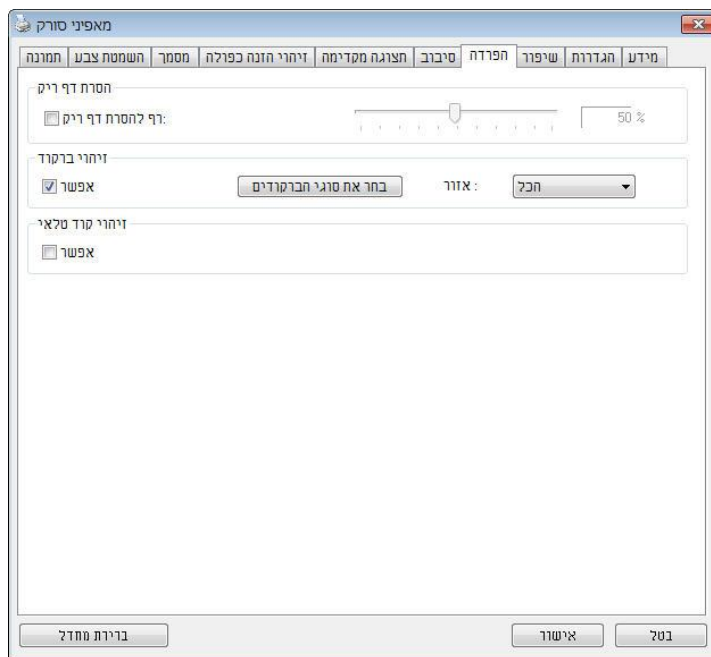 מאפיני סורק
תמונה השמטת צבע מסמך זיהוי הזנה כפולה תצוגה מקדימה סיבוב הפרדה שיפור הגדרות מידע
הסרת דף ריק
רף להסרת דף ריק:
50 %
זיהוי ברקוד
אפשר
בחר את סוגי הברקודים
אזור :
הכל
זיהוי קוד טלאי
אפשר
ברירת מחדל
אישור
בטל